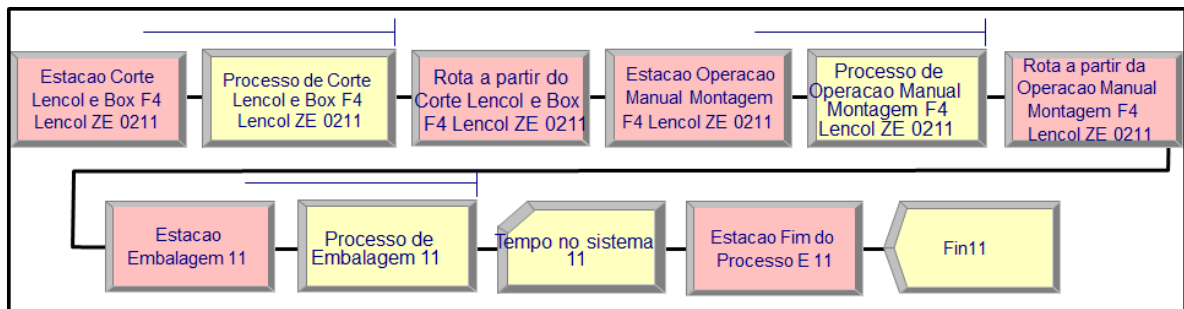 Estacao Corte
Lencol e Box F4
Lencol ZE 0211
Processo de Corte
Lencol e Box F4
Lencol ZE 0211
Rota a partir do
Corte Lencol e Box
F4 Lencol ZE 0211
Estacao Operacao
Manual Montagem
F4 Lencol ZE 0211
Processo de
Operacao Manual
Montagem F4
Lencol ZE 0211
Rota a partir da
Operacao Manual
Montagem F4
Lencol ZE 0211
Estacao
Embalagem 11
Processo de
Embalagem 11
Tempo no sistema
11
Estacao Fim do
Processo E 11
Fin11